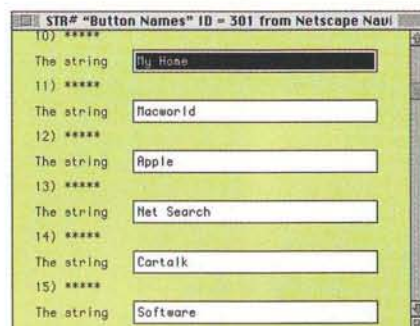 STR# “Button Names” ID = 301 from Netscape Navi
10) *****
The string My Home
11) *****
The string Macworld
12) *****
The string Apple
13) *****
The string Net Search
14) *****
The string Cartalk
15) *****
The string Software